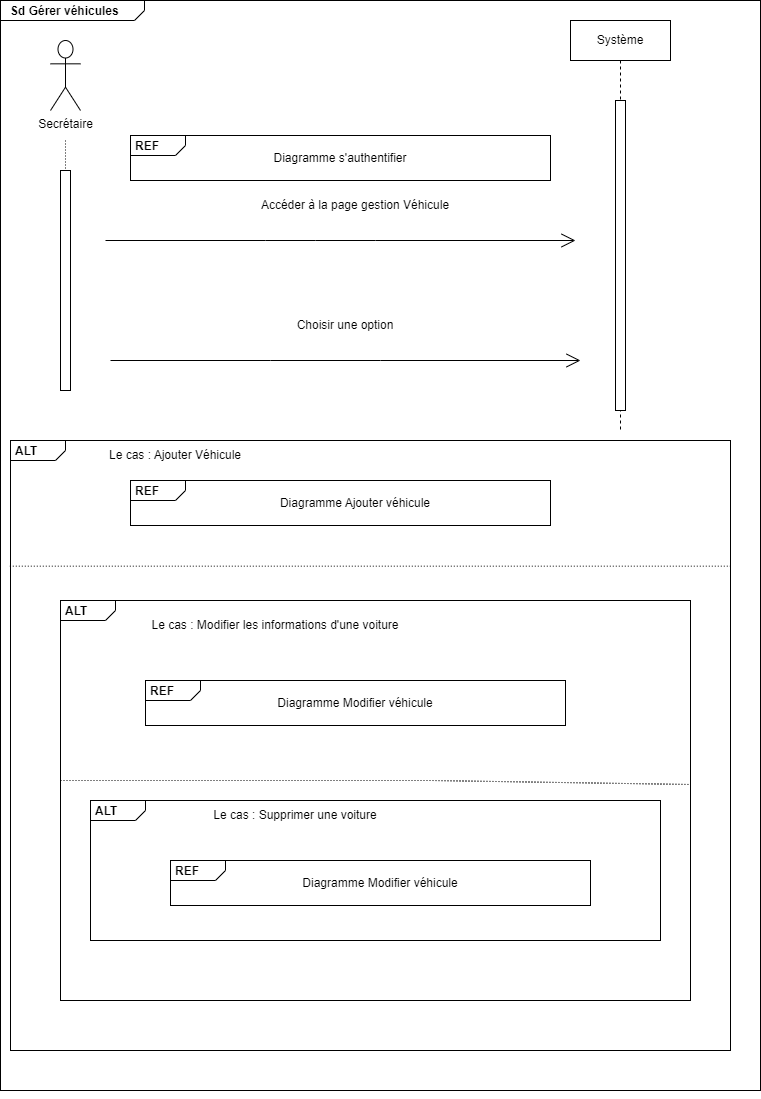 Sd Gérer véhicules
Système
Secrétaire
REF
Diagramme s'authentifier
Accéder à la page gestion Véhicule
Choisir une option
ALT
Le cas : Ajouter Véhicule
REF
Diagramme Ajouter véhicule
ALT
Le cas : Modifier les informations d'une voiture
REF
Diagramme Modifier véhicule
ALT
Le cas : Supprimer une voiture
REF
Diagramme Modifier véhicule